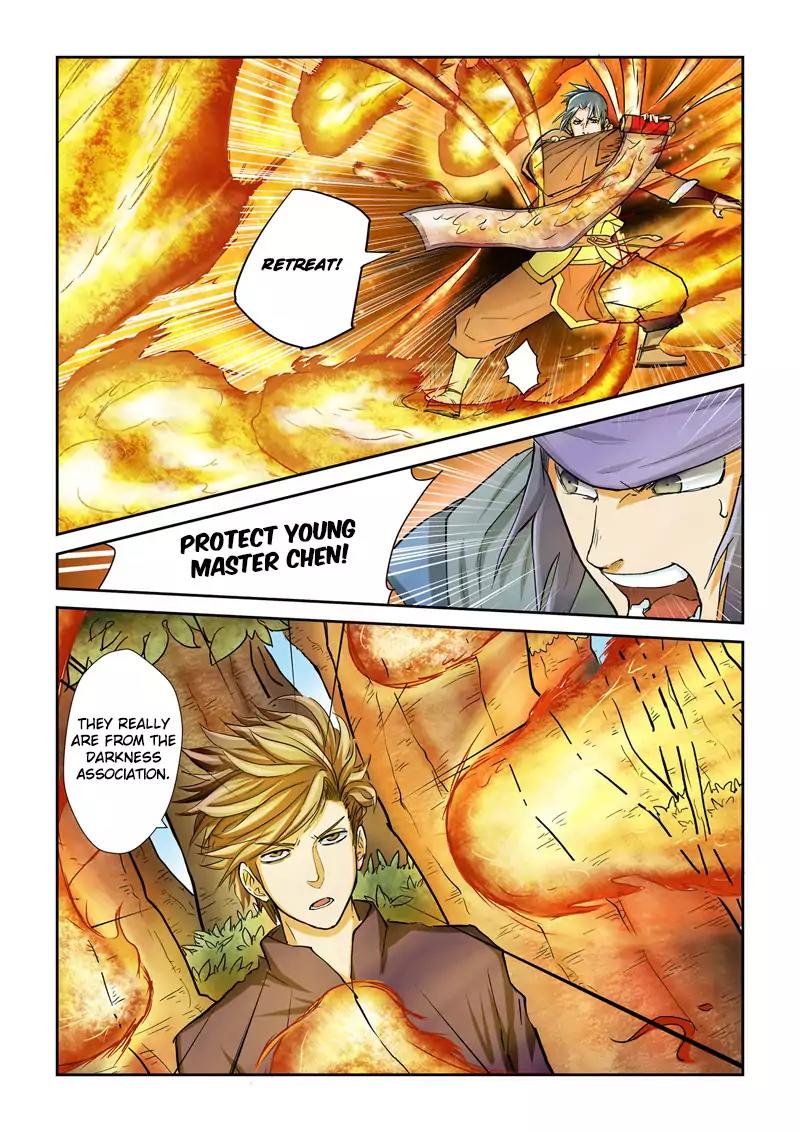 RETREAT!
PROTECT YOUNG
MASTER CHEN!
THEY REALLY
ARE FROM THE
DARKNESS
ASSOCIATION.